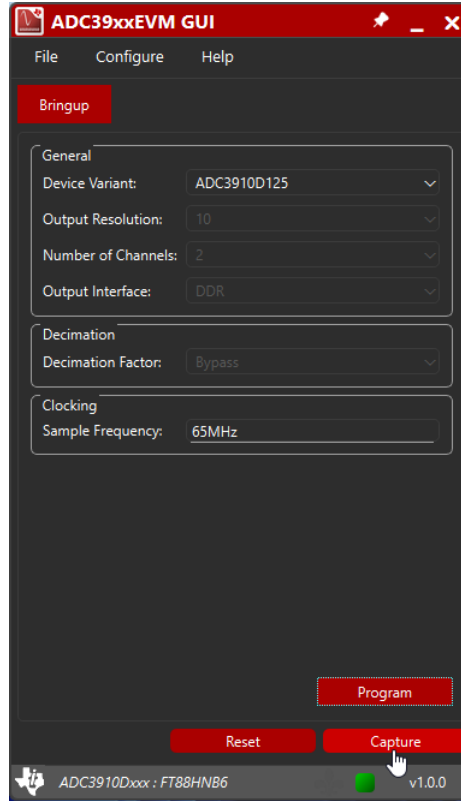 ADC39xxEVM GUI
File Configure Help
Bringup
General
Device Variant: ADC3910D125
Output Resolution: 10
Number of Channels: 2
Output Interface: DDR
Decimation
Decimation Factor: Bypass
Clocking
Sample Frequency: 65MHz
Program
Reset Capture
ADC3910Dxxx : FT88HNB6 v1.0.0